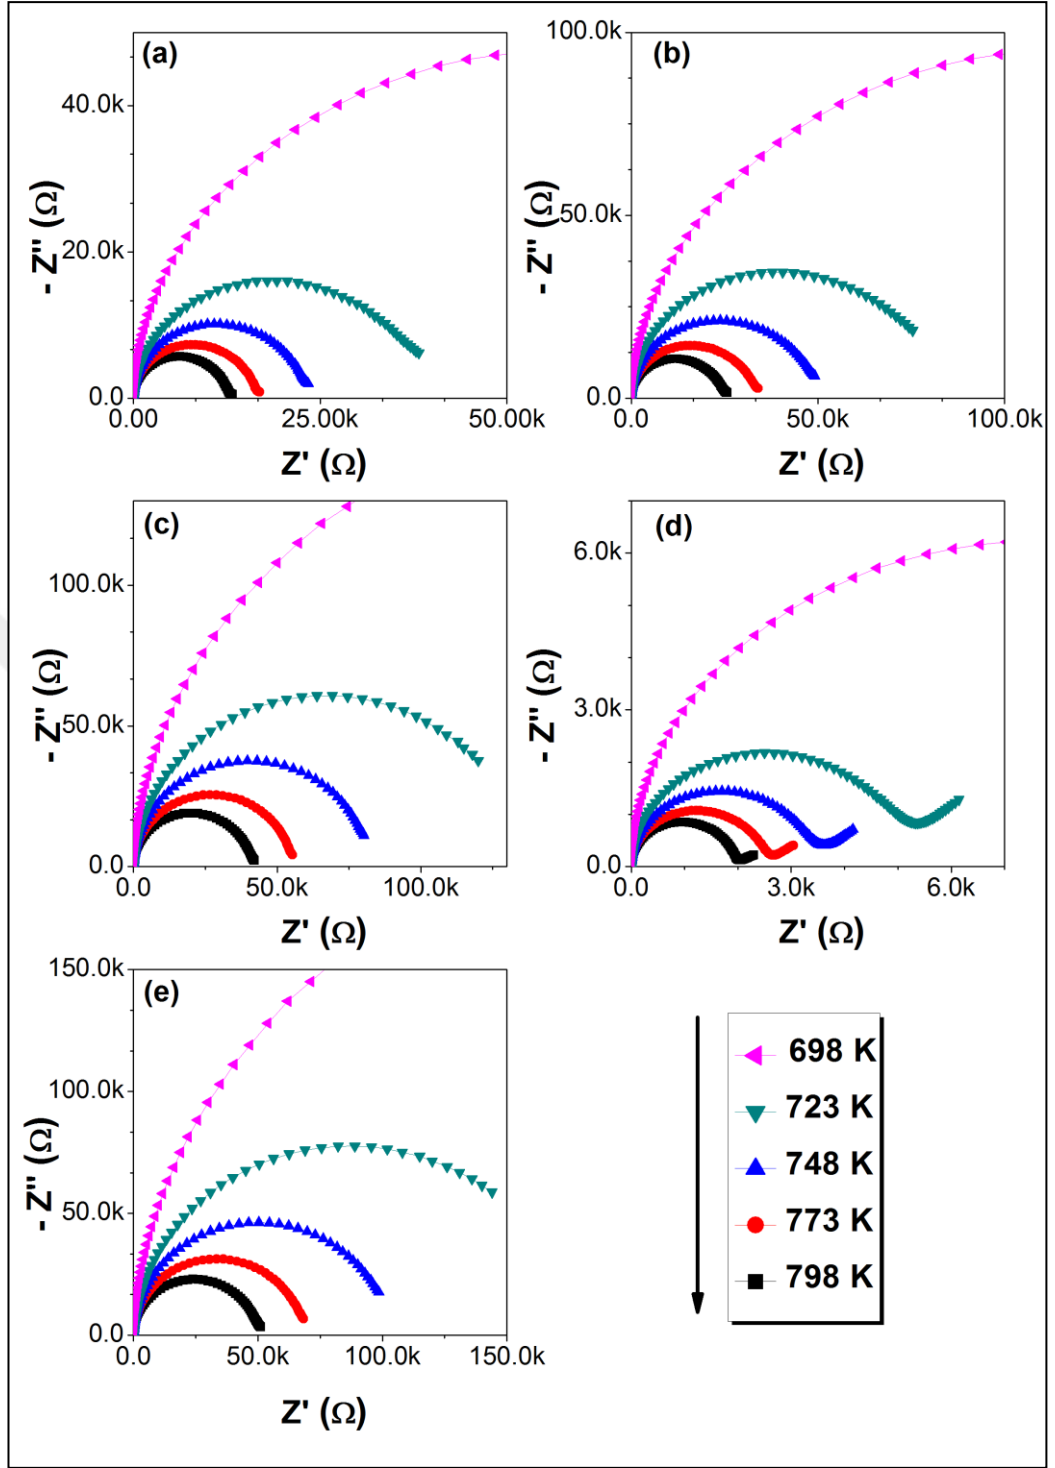 (a)
40.0k
20.0k
0.0
0.00
25.00k
50.00k
- Z'' (Ω)
Z' (Ω)
(b)
100.0k
50.0k
0.0
0.0
50.0k
100.0k
- Z'' (Ω)
Z' (Ω)
(c)
100.0k
50.0k
0.0
0.0
50.0k
100.0k
- Z'' (Ω)
Z' (Ω)
(d)
6.0k
3.0k
0.0
0.0
3.0k
6.0k
- Z'' (Ω)
Z' (Ω)
(e)
150.0k
100.0k
50.0k
0.0
0.0
50.0k
100.0k
150.0k
- Z'' (Ω)
Z' (Ω)
698 K
723 K
748 K
773 K
798 K